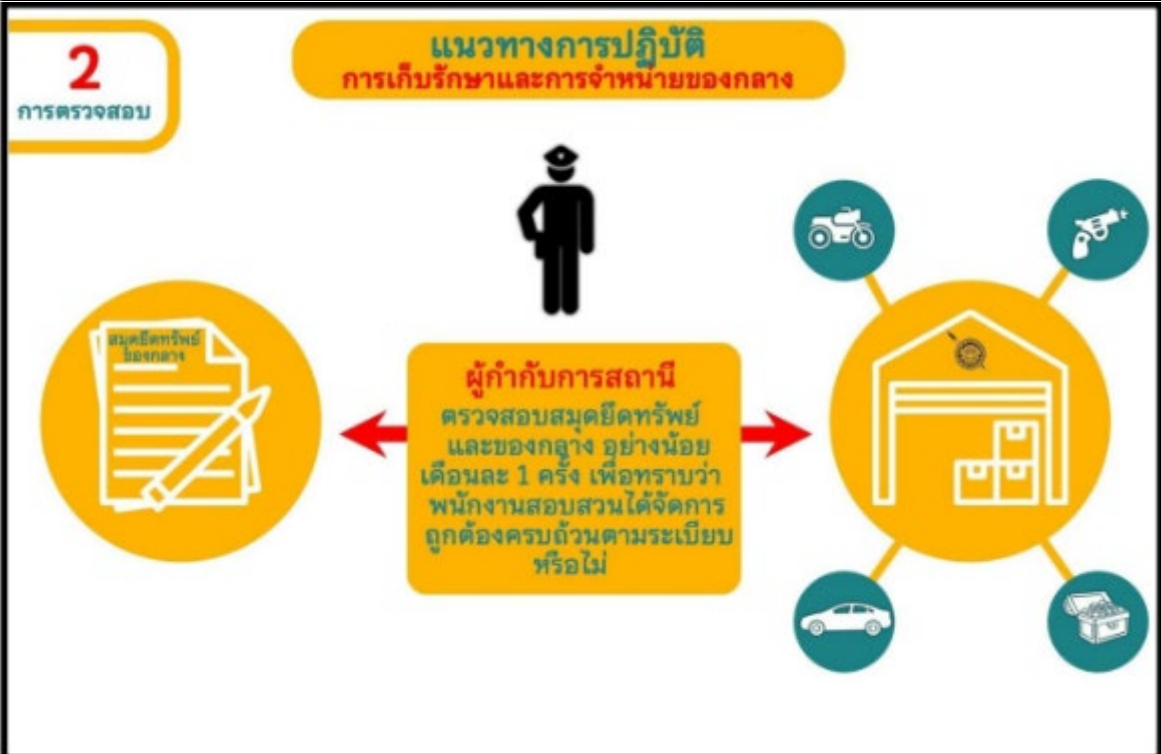 2
การตรวจสอบ
แนวทางการปฏิบัติ
การเก็บรักษาและการจำหน่ายของกลาง
สมุดยึดทรัพย์
ของกลาง
ผู้กำกับการสถานี
ตรวจสอบสมุดยึดทรัพย์
และของกลาง อย่างน้อย
เดือนละ 1 ครั้ง เพื่อทราบว่า
พนักงานสอบสวนได้จัดการ
ถูกต้องครบถ้วนตามระเบียบ
หรือไม่